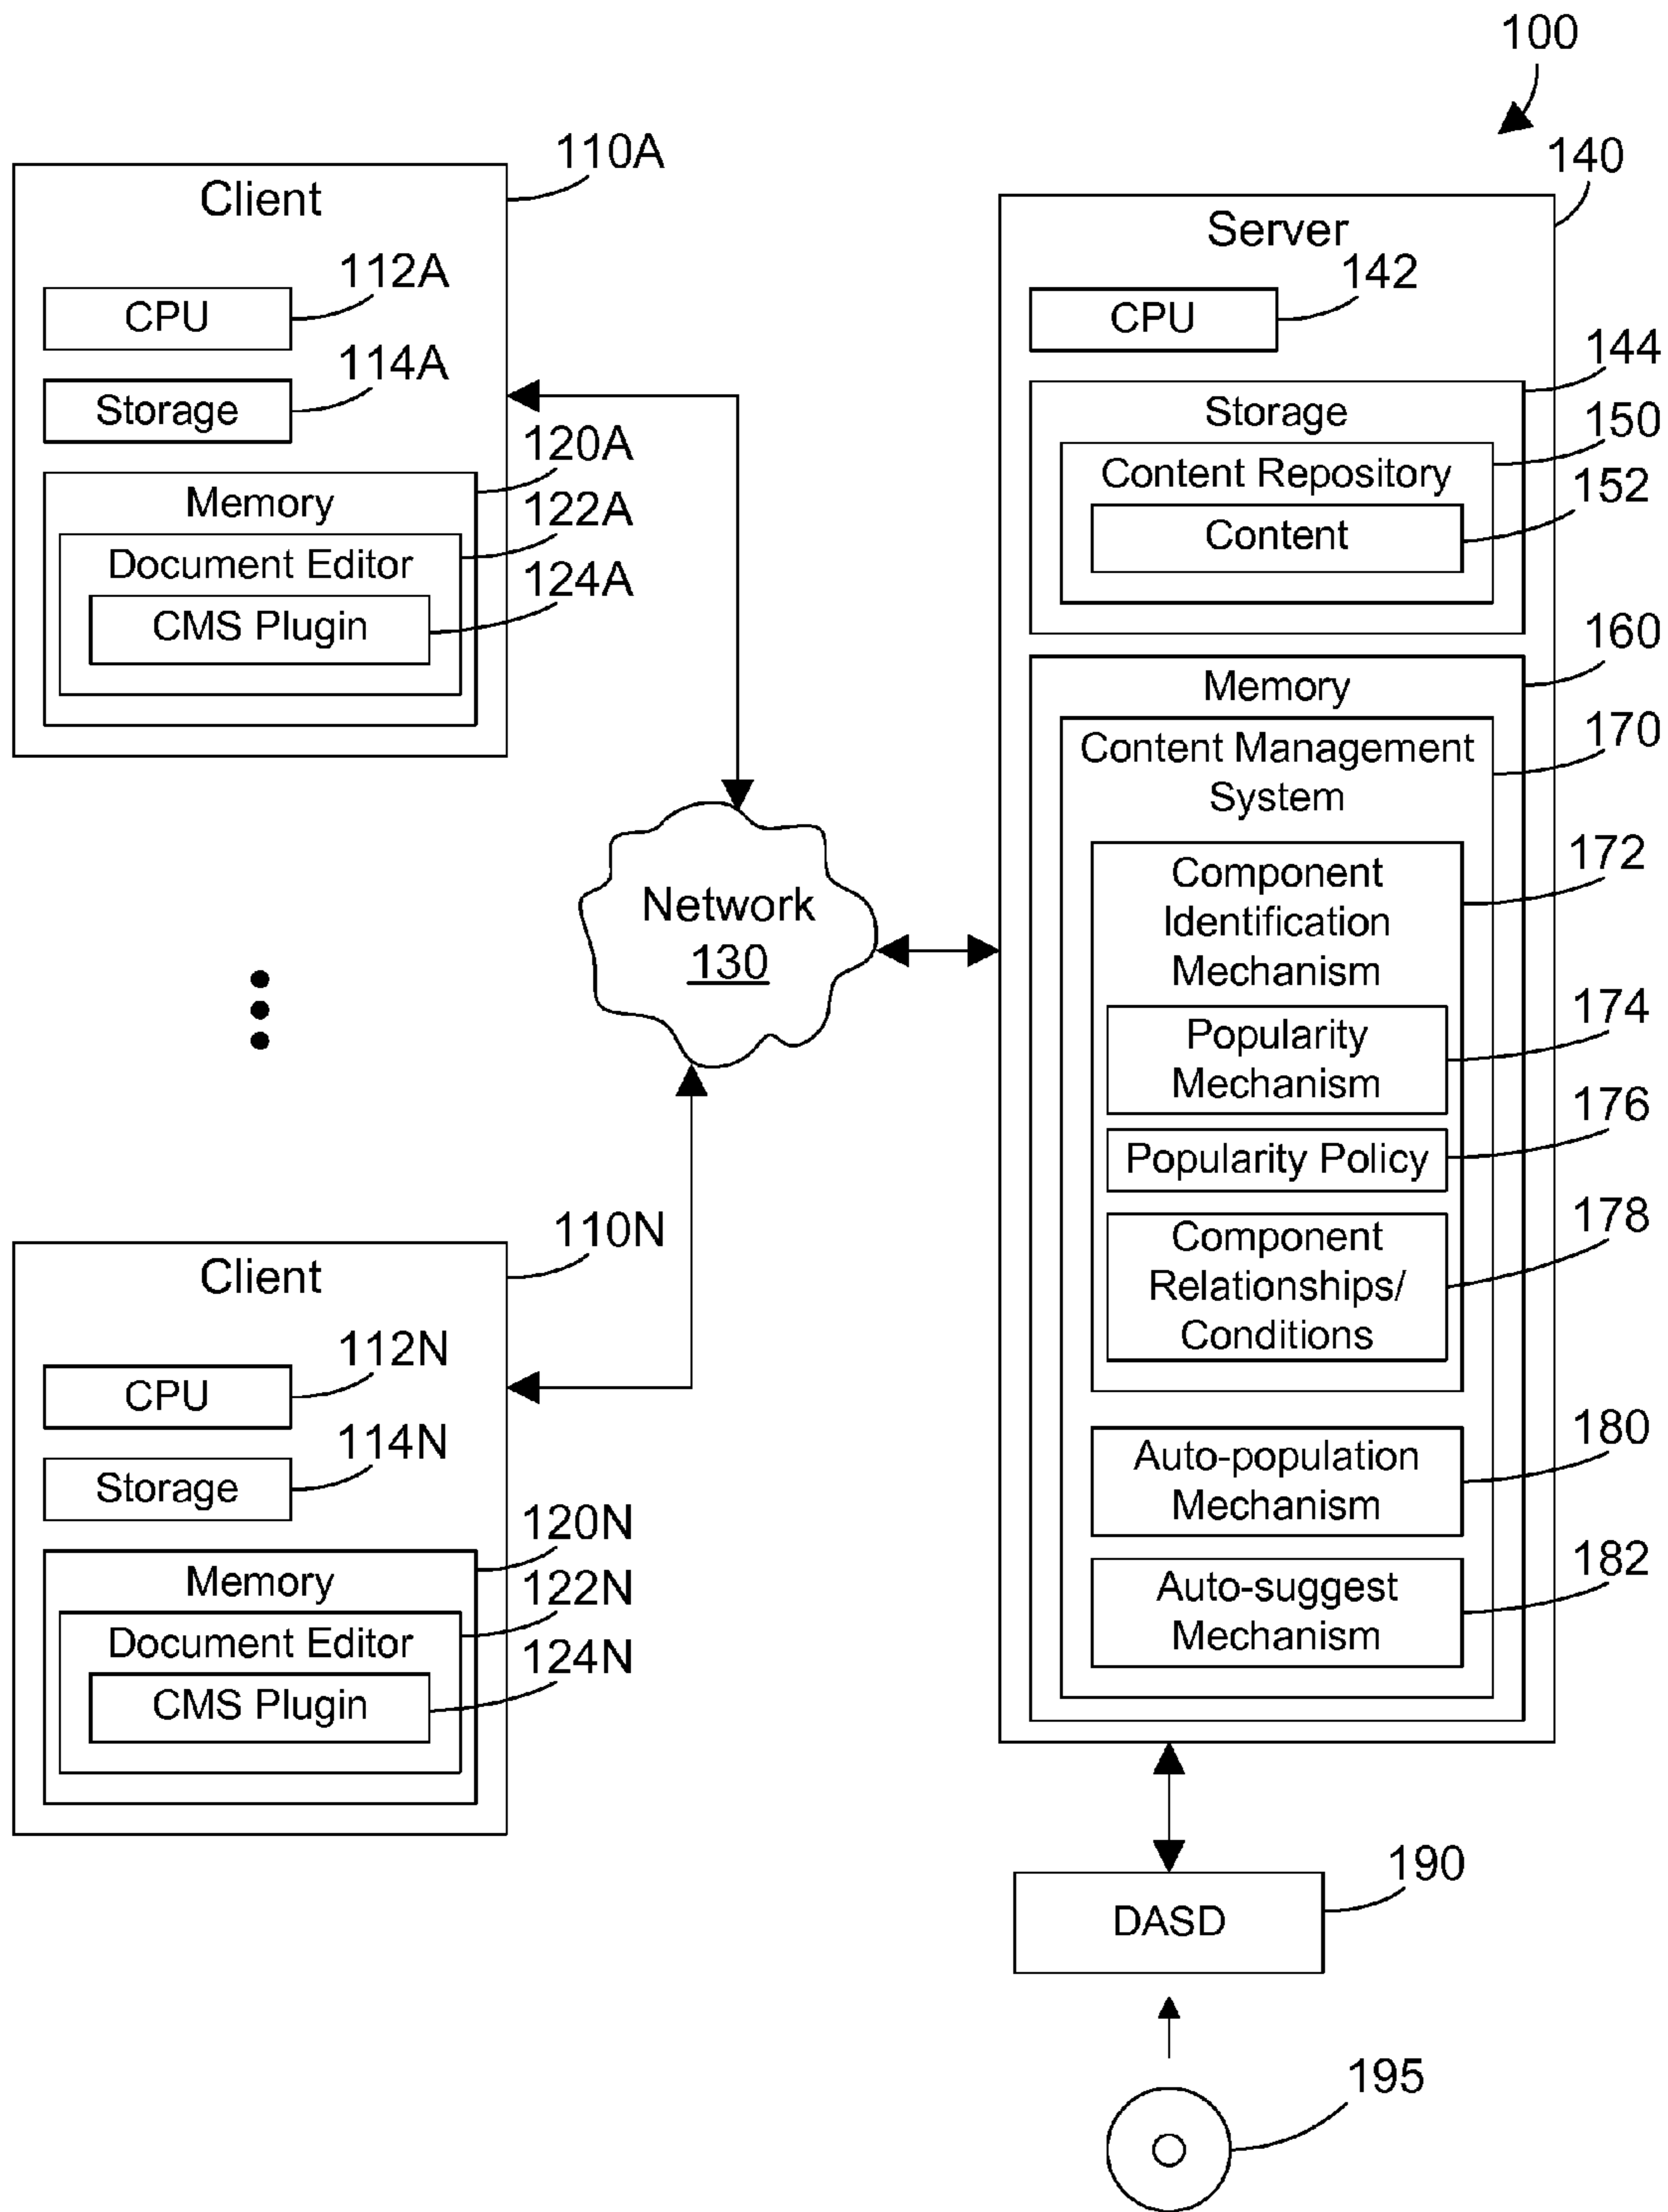 100
110A
Client
112A
CPU
114A
Storage
120A
Memory
122A
Document Editor
124A
CMS Plugin
Network
130
110N
Client
112N
CPU
114N
Storage
120N
Memory
122N
Document Editor
124N
CMS Plugin
140
Server
142
CPU
144
Storage
150
Content Repository
152
Content
160
Memory
170
Content Management
System
172
Component
Identification
Mechanism
174
Popularity
Mechanism
176
Popularity Policy
178
Component
Relationships/
Conditions
180
Auto-population
Mechanism
182
Auto-suggest
Mechanism
190
DASD
195